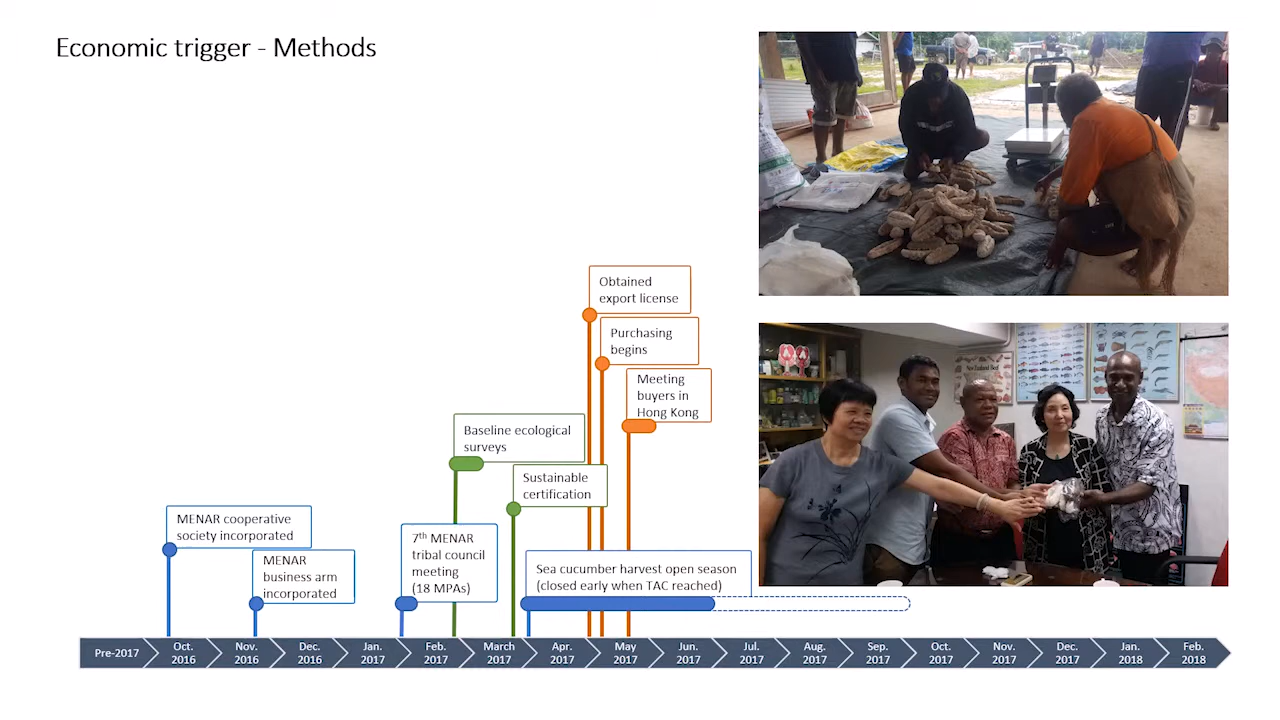 Economic trigger - Methods
Obtained
export license
Purchasing
begins
Meeting
buyers in
Hong Kong
Baseline ecological
surveys
Sustainable
certification
MENAR cooperative
society incorporated
MENAR
business arm
incorporated
7th MENAR
tribal council
meeting
(18 MPAs)
Sea cucumber harvest open season
(closed early when TAC reached)
Pre-2017
Oct.
2016
Nov.
2016
Dec.
2016
Jan.
2017
Feb.
2017
March
2017
Apr.
2017
May
2017
Jun.
2017
Jul.
2017
Aug.
2017
Sep.
2017
Oct.
2017
Nov.
2017
Dec.
2017
Jan.
2018
Feb.
2018
New Zealand Beef